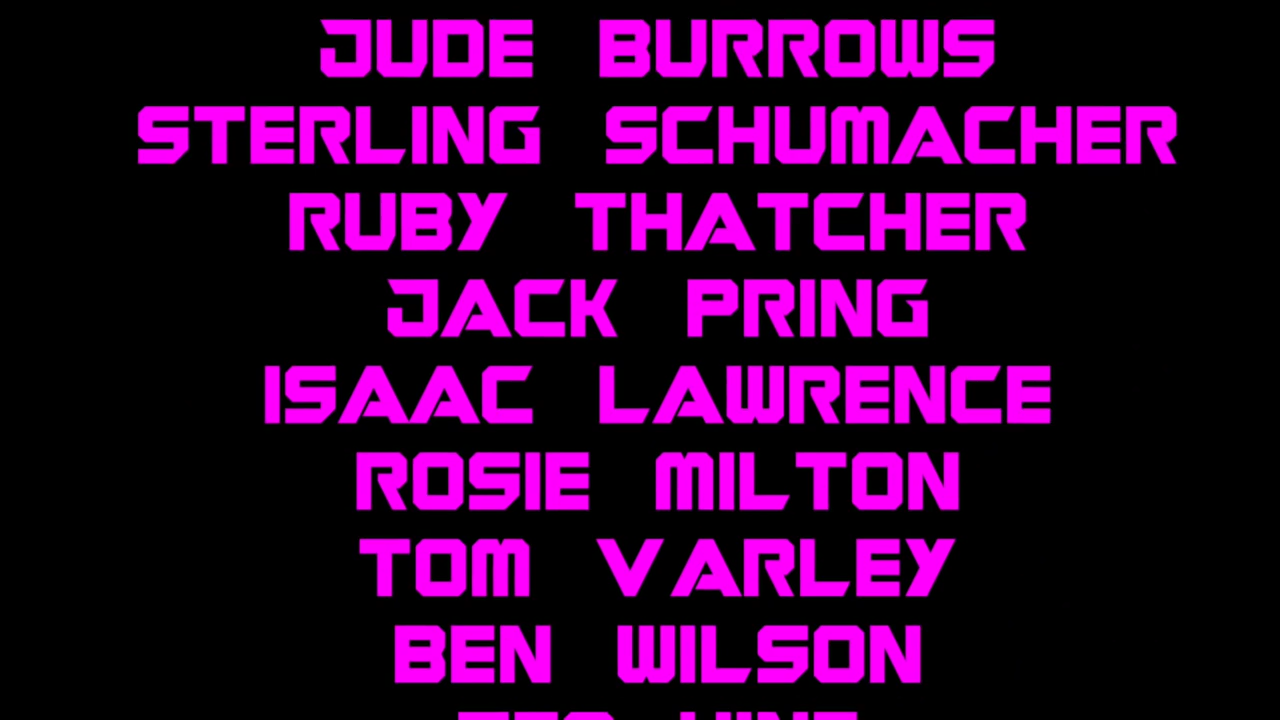 JUDE BURROWS
STERLING SCHUMACHER
RUBY THATCHER
JACK PRING
ISAAC LAWRENCE
ROSIE MILTON
TOM VARLEY
BEN WILSON